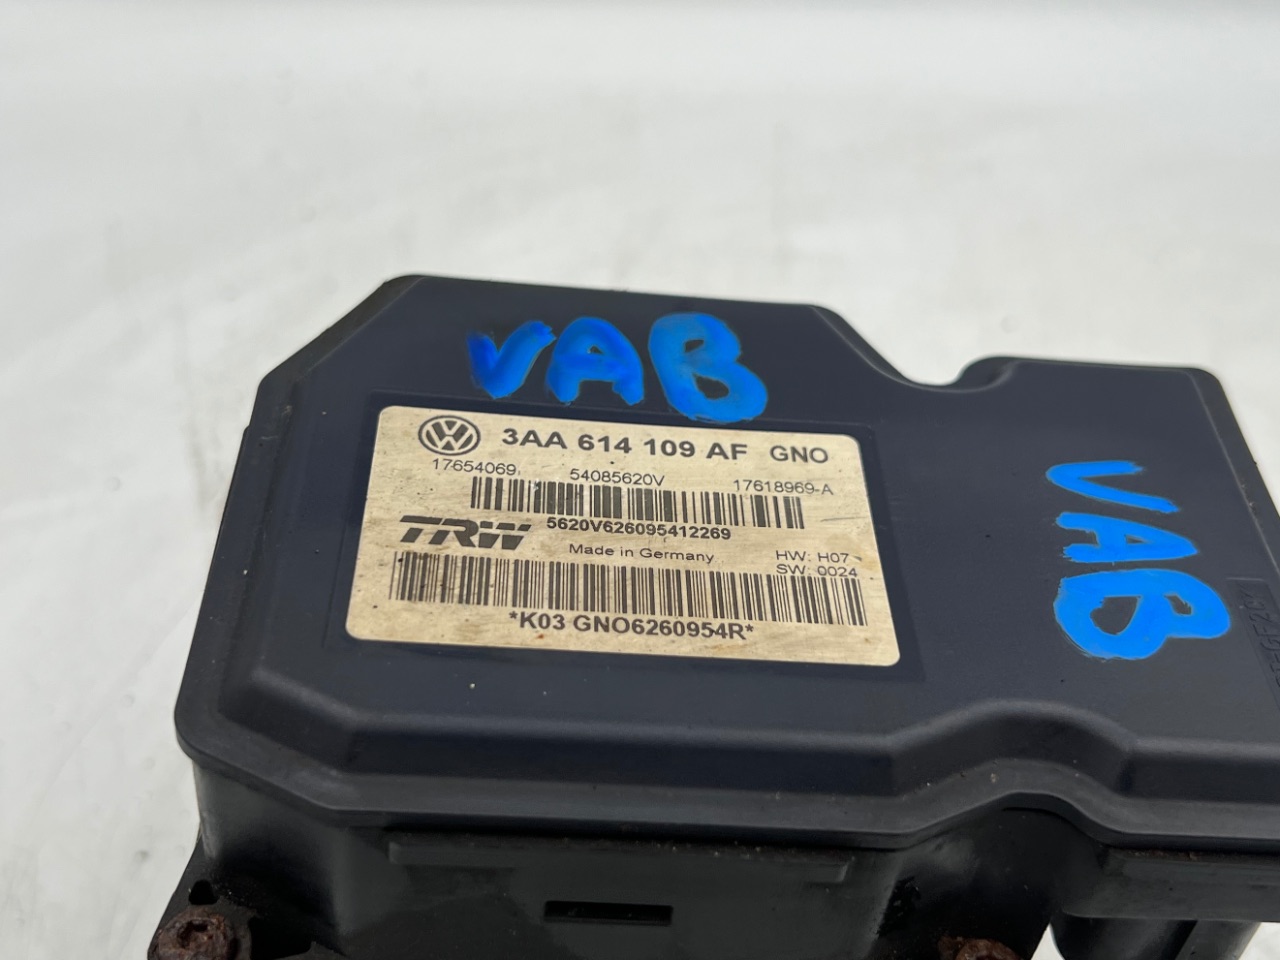 VAB
3AA 614 109 AF GNO
17654069 54085620V 17618969-A
TRW 5620V626095412269
Made in Germany HW: H07
SW: 0024
*K03 GNO6260954R*
VAB